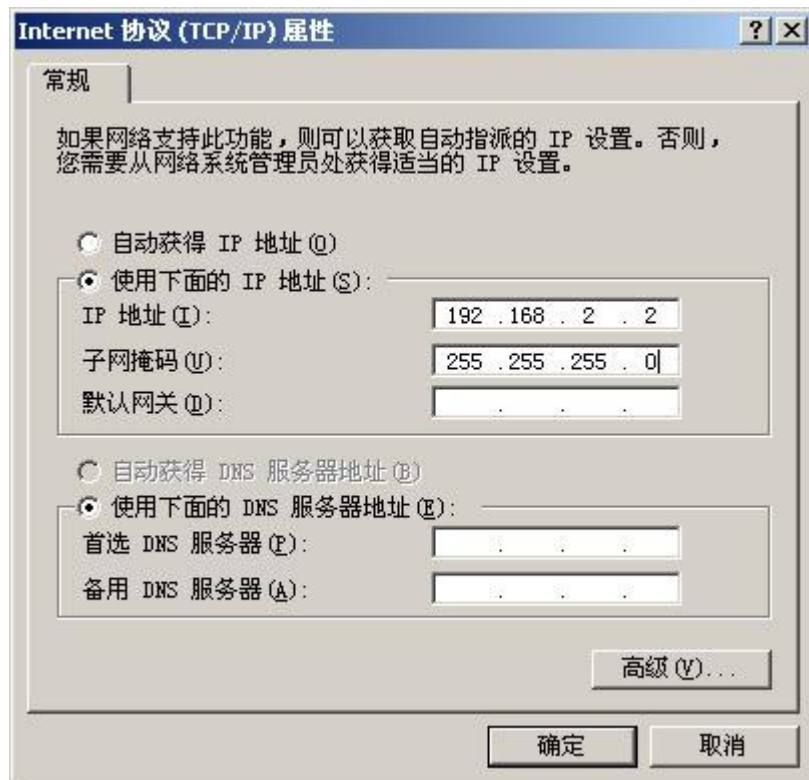 Internet 协议 (TCP/IP) 属性
常规
如果网络支持此功能，则可以获取自动指派的 IP 设置。否则，
您需要从网络系统管理员处获得适当的 IP 设置。
自动获得 IP 地址(O)
使用下面的 IP 地址(S):
IP 地址(I): 192 .168 . 2 . 2
子网掩码(U): 255 .255 .255 . 0
默认网关(D): . . .
自动获得 DNS 服务器地址(B)
使用下面的 DNS 服务器地址(E):
首选 DNS 服务器(P): . . .
备用 DNS 服务器(A): . . .
高级(V)...
确定 取消